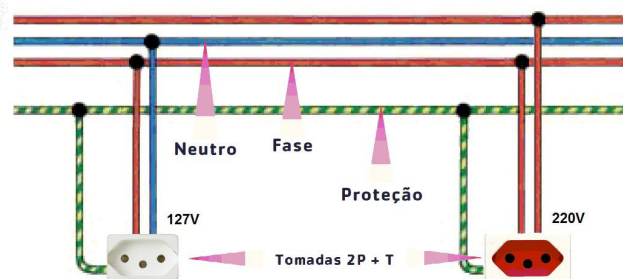 Neutro
Fase
Proteção
127V
220V
Tomadas 2P + T